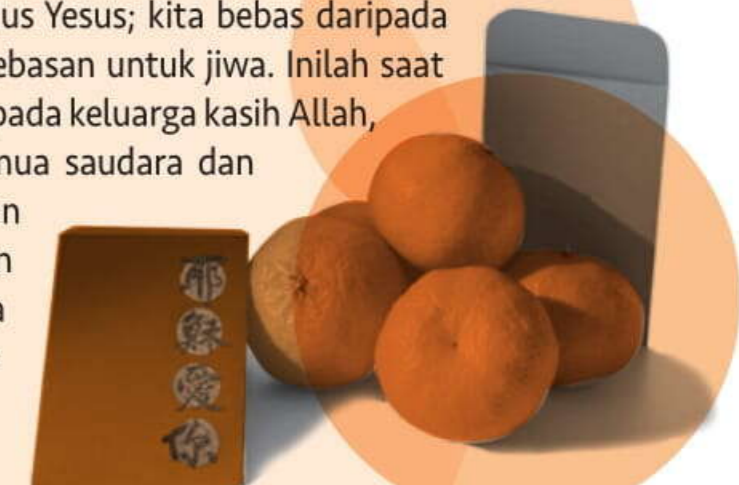 us Yesus; kita bebas daripada
ebasan untuk jiwa. Inilah saat
pada keluarga kasih Allah,
nua saudara dan
n
n
a
耶
穌
愛
你